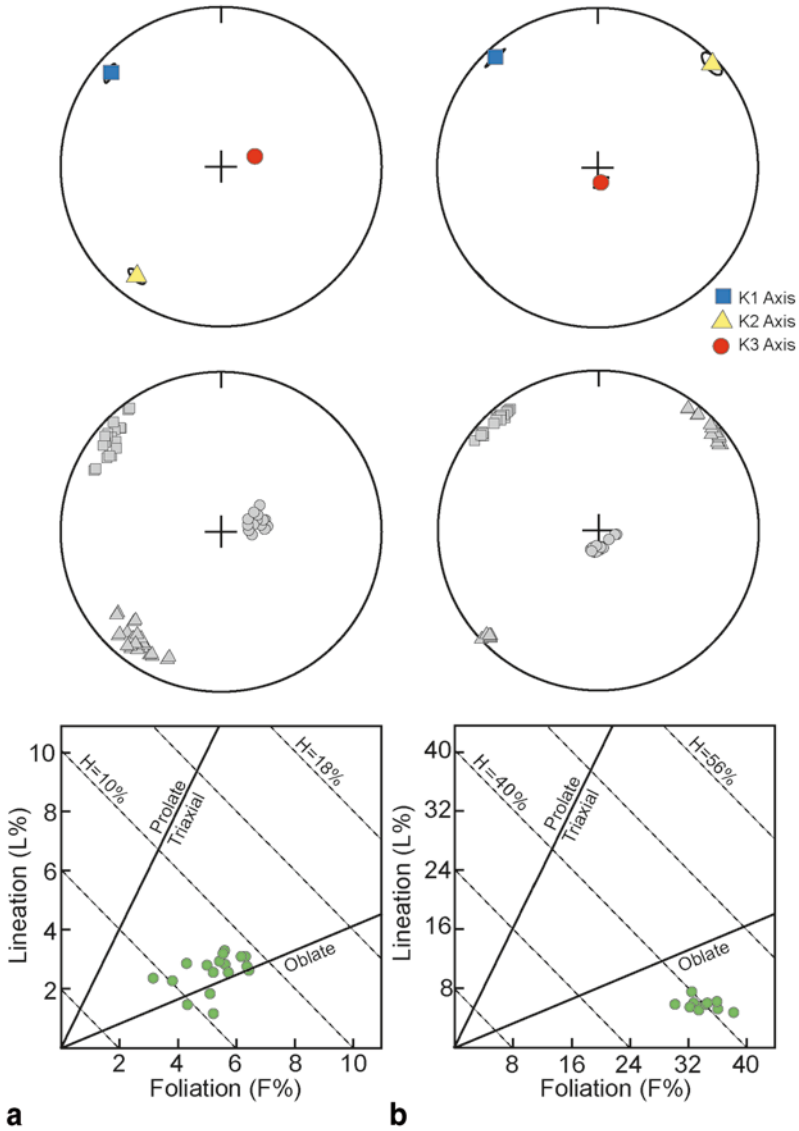 K1 Axis
K2 Axis
K3 Axis
10
8
6
4
2
2
4
6
8
10
H=10%
H=18%
Prolate
Triaxial
Oblate
Lineation (L%)
Foliation (F%)
a
40
32
24
16
8
8
16
24
32
40
H=40%
H=56%
Prolate
Triaxial
Oblate
Lineation (L%)
Foliation (F%)
b